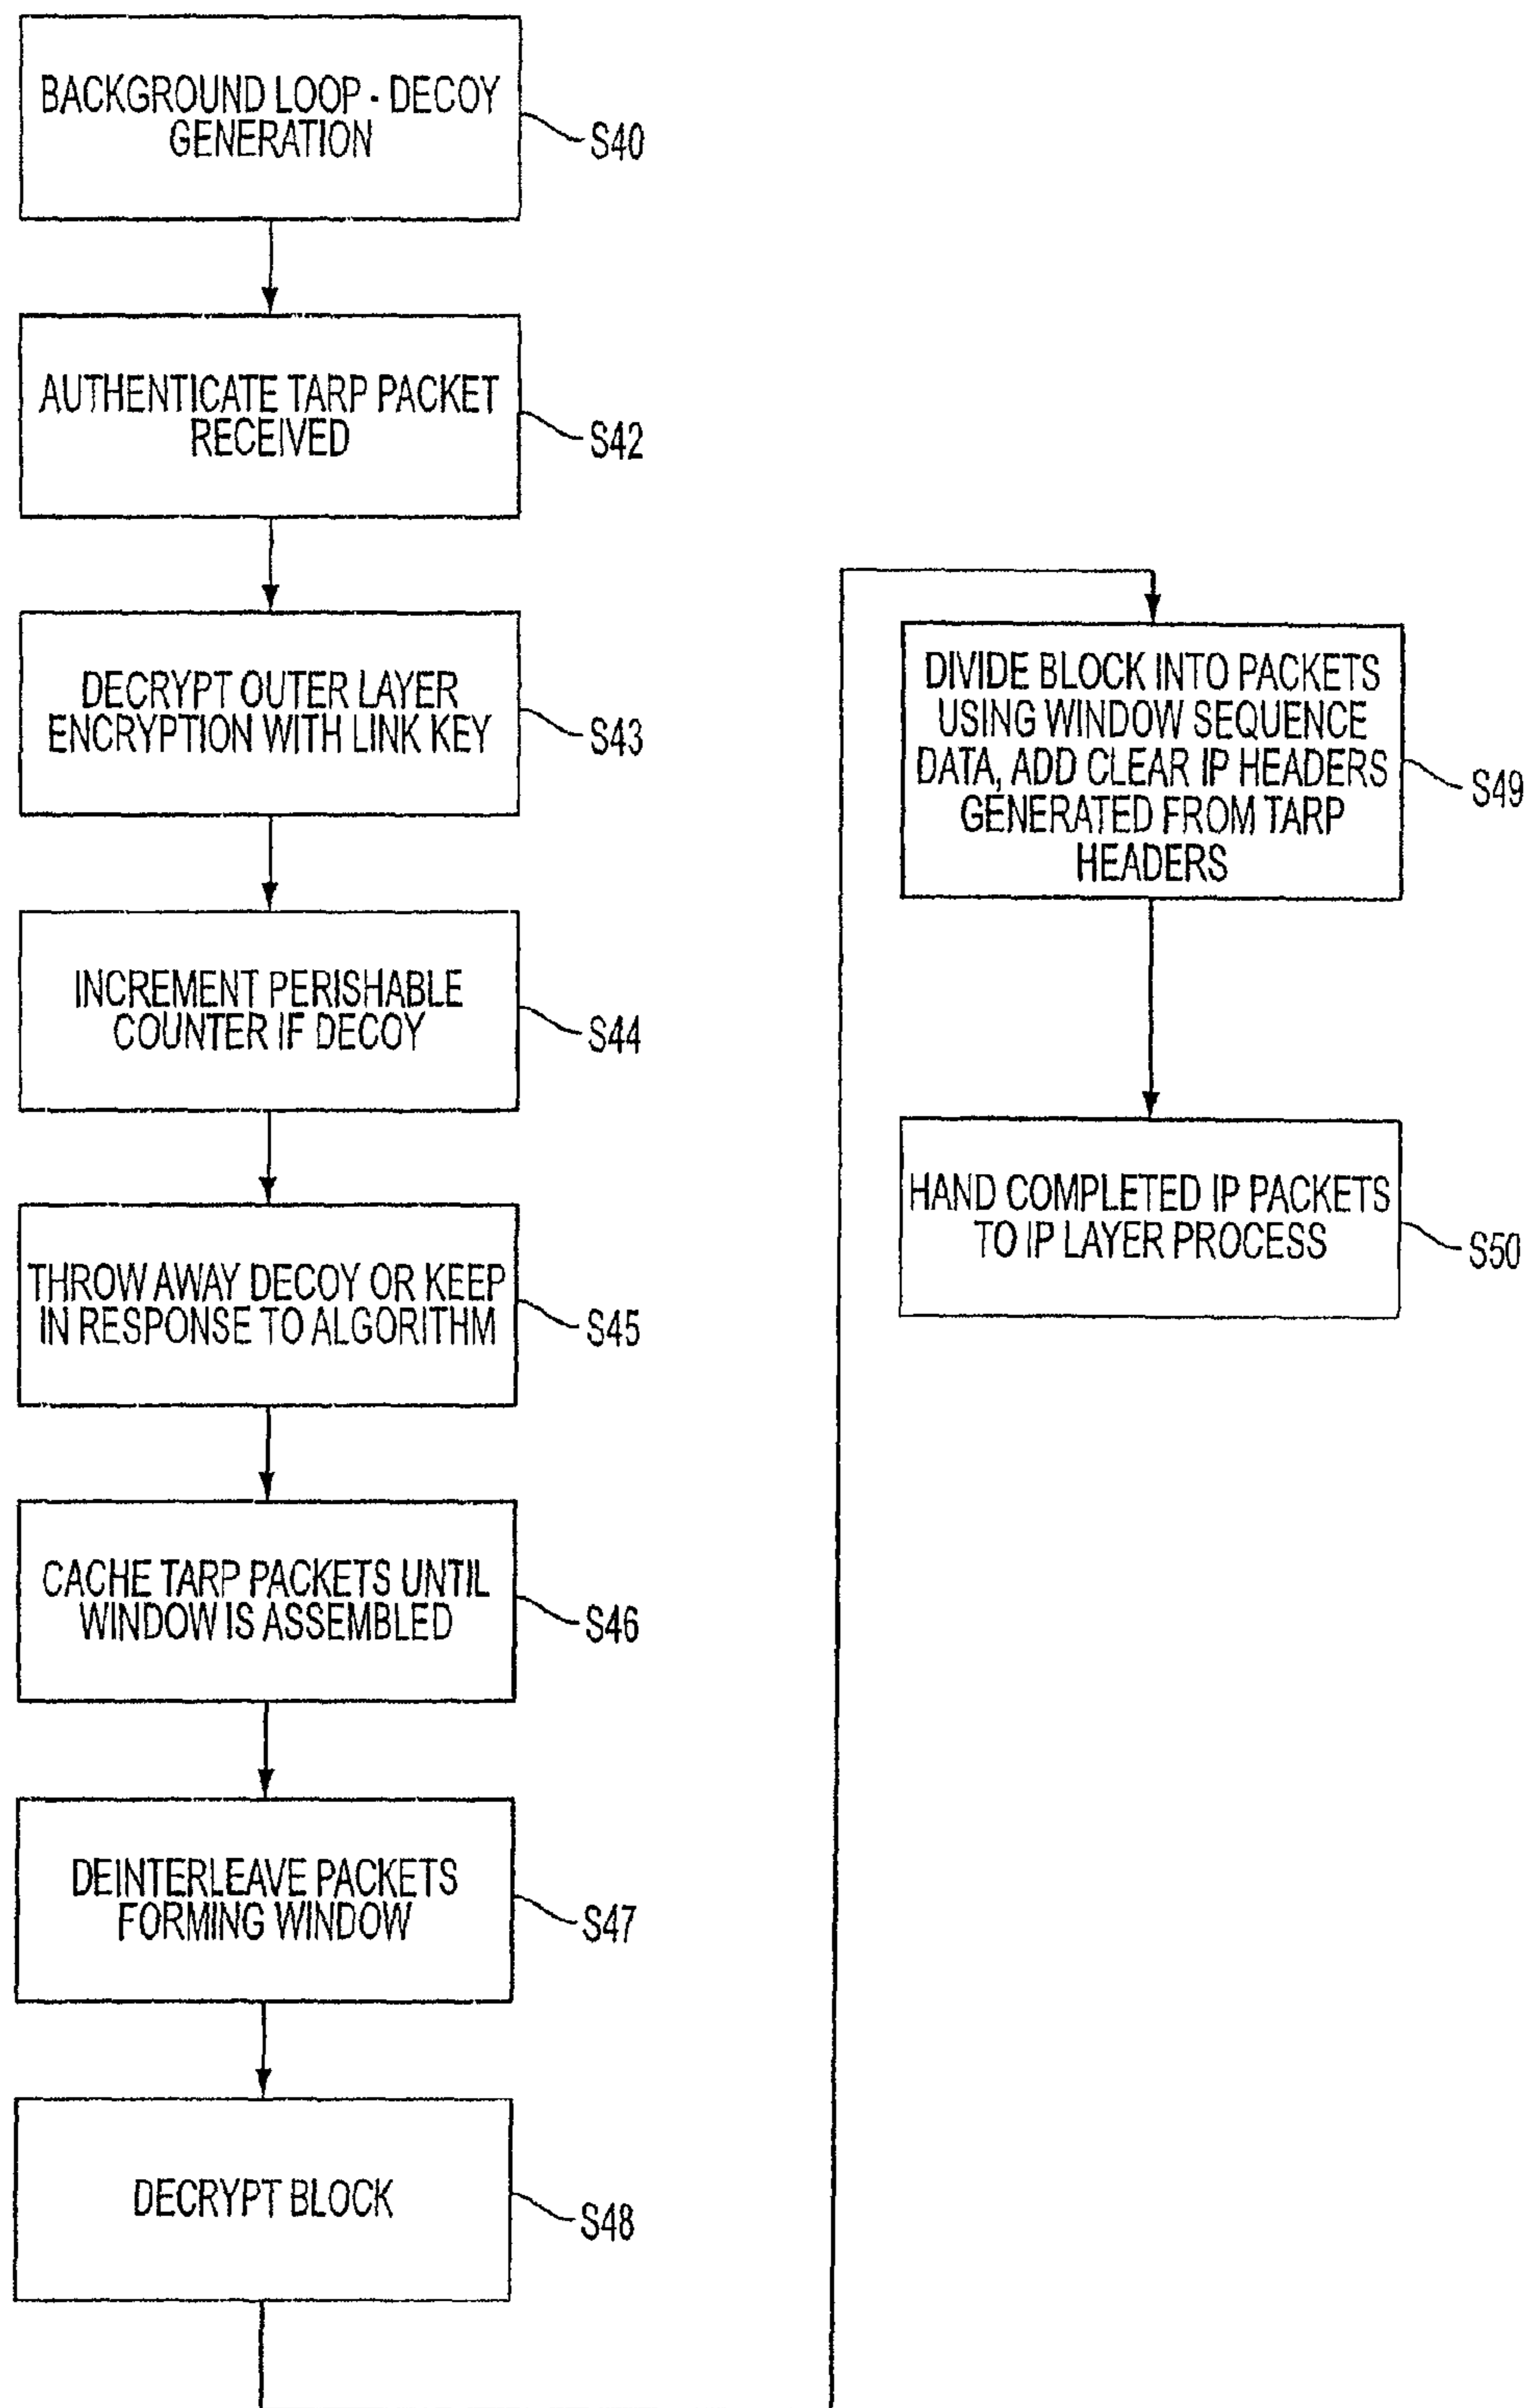 BACKGROUND LOOP - DECOY
GENERATION
S40
AUTHENTICATE TARP PACKET
RECEIVED
S42
DECRYPT OUTER LAYER
ENCRYPTION WITH LINK KEY
S43
INCREMENT PERISHABLE
COUNTER IF DECOY
S44
THROW AWAY DECOY OR KEEP
IN RESPONSE TO ALGORITHM
S45
CACHE TARP PACKETS UNTIL
WINDOW IS ASSEMBLED
S46
DEINTERLEAVE PACKETS
FORMING WINDOW
S47
DECRYPT BLOCK
S48
DIVIDE BLOCK INTO PACKETS
USING WINDOW SEQUENCE
DATA, ADD CLEAR IP HEADERS
GENERATED FROM TARP
HEADERS
S49
HAND COMPLETED IP PACKETS
TO IP LAYER PROCESS
S50